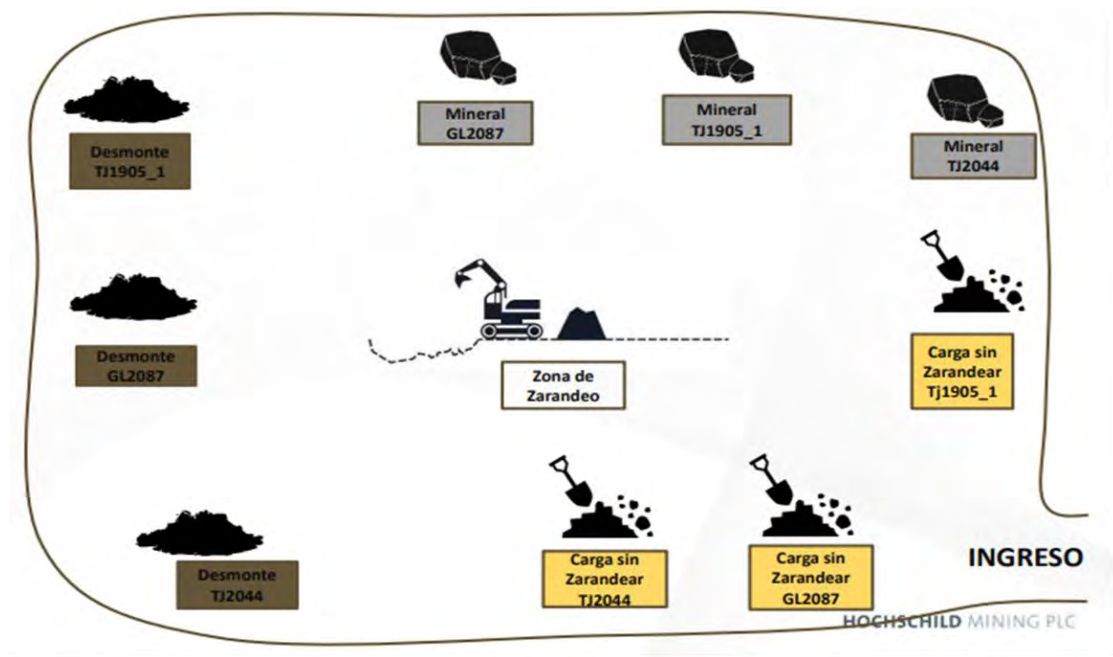 Mineral
GL2087
Mineral
TJ1905_1
Mineral
TJ2044
Desmonte
TJ1905_1
Desmonte
GL2087
Zona de
Zarandeo
Carga sin
Zarandear
Tj1905_1
Desmonte
TJ2044
Carga sin
Zarandear
TJ2044
Carga sin
Zarandear
GL2087
INGRESO
HOCHSCHILD MINING PLC